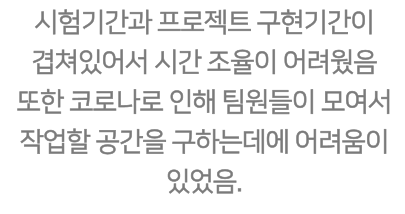 시험기간과 프로젝트 구현기간이
겹쳐있어서 시간 조율이 어려웠음
또한 코로나로 인해 팀원들이 모여서
작업할 공간을 구하는데에 어려움이
있었음.